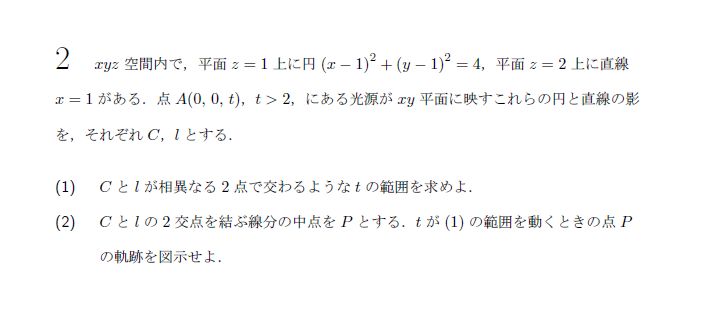 2 xyz 空間内で，平面 z = 1 上に円 (x − 1)² + (y − 1)² = 4，平面 z = 2 上に直線
x = 1 がある．点 A(0, 0, t)，t > 2，にある光源が xy 平面に映すこれらの円と直線の影
を，それぞれ C，l とする．
(1) C と l が相異なる 2 点で交わるような t の範囲を求めよ．
(2) C と l の 2 交点を結ぶ線分の中点を P とする．t が (1) の範囲を動くときの点 P
の軌跡を図示せよ．